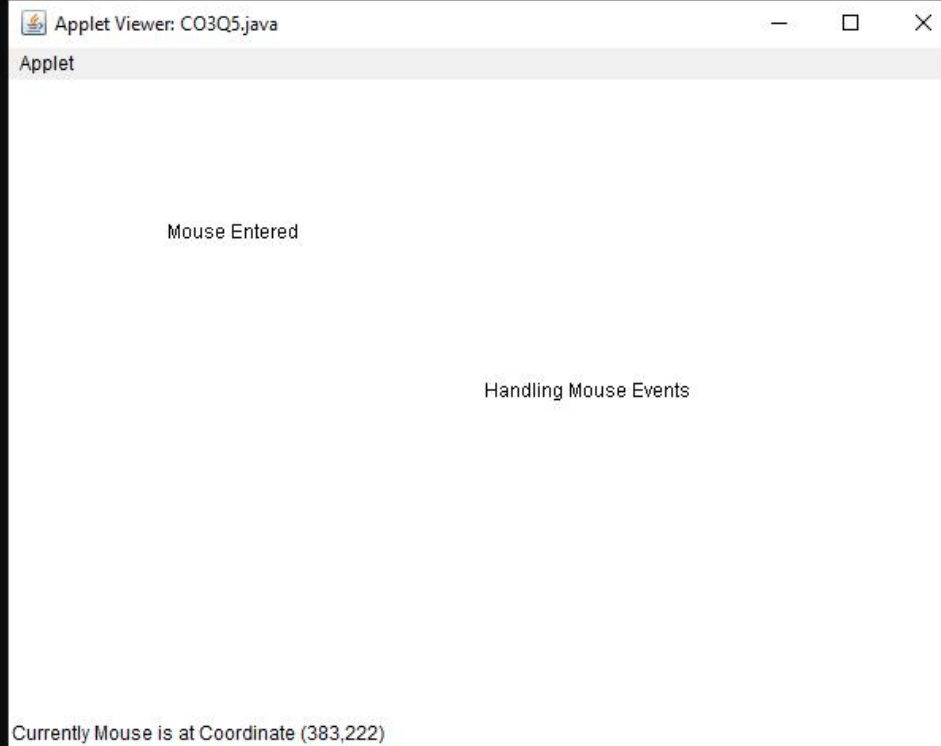 Applet Viewer: CO3Q5.java
Applet
Mouse Entered
Handling Mouse Events
Currently Mouse is at Coordinate (383,222)